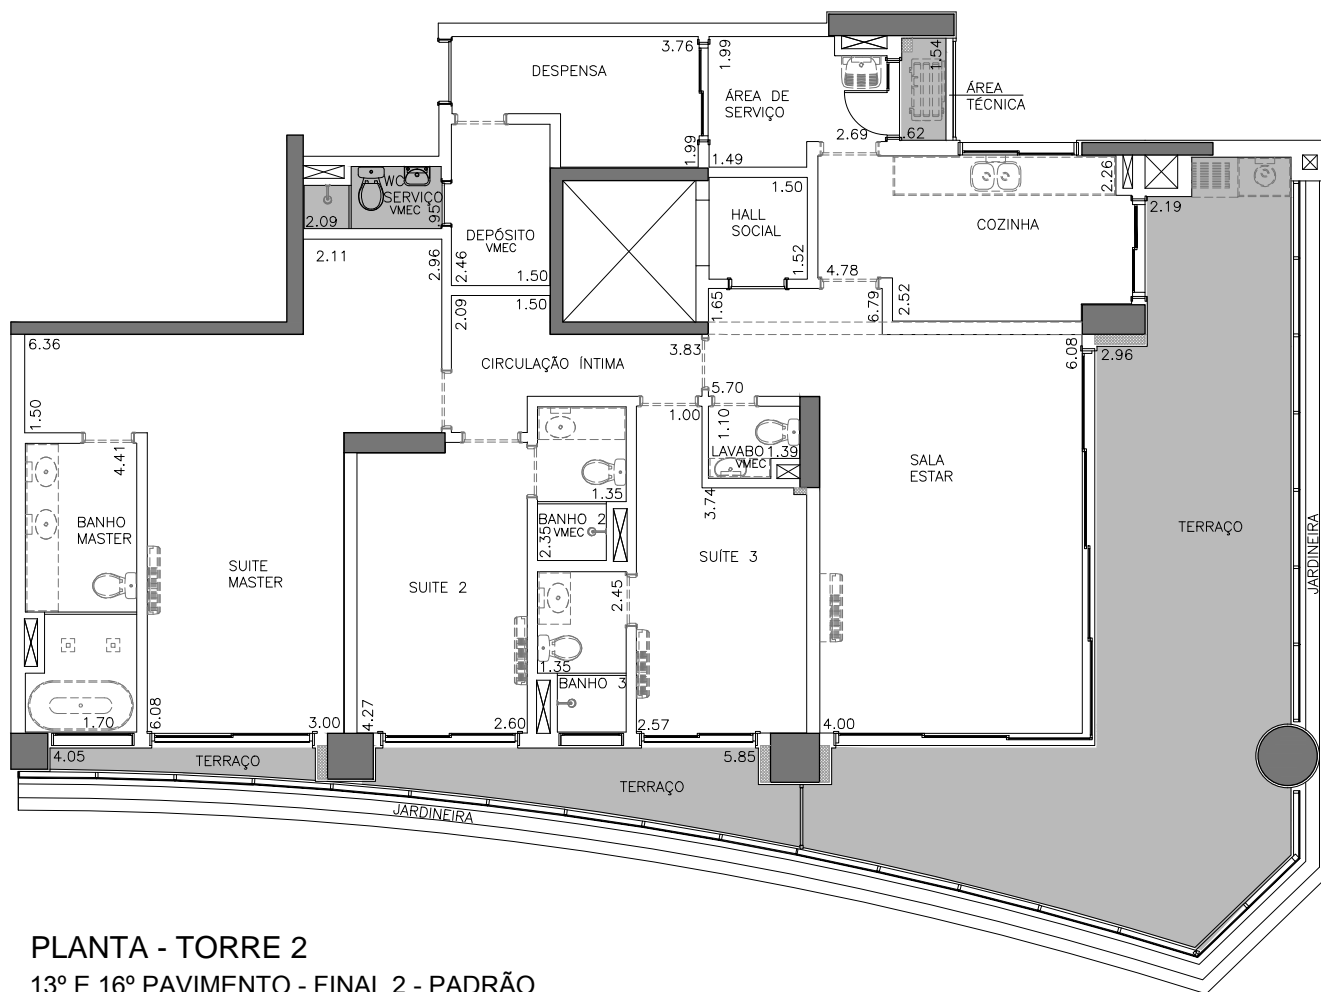 3.76
1.99
DESPENSA
ÁREA DE
SERVIÇO
1.54
ÁREA
TÉCNICA
2.69
.62
1.99
1.49
WC
SERVIÇO
VMEC
.95
2.09
2.11
2.96
DEPÓSITO
VMEC
2.46
1.50
1.50
HALL
SOCIAL
1.52
2.26
2.19
COZINHA
4.78
2.09
1.50
1.65
6.79
2.52
6.36
CIRCULAÇÃO ÍNTIMA
3.83
6.08
2.96
5.70
1.50
4.41
1.00
1.10
LAVABO
1.39
VMEC
SALA
ESTAR
1.35
3.74
BANHO
MASTER
BANHO 2
VMEC
2.35
TERRAÇO
JARDINEIRA
SUITE
MASTER
SUITE 2
SUÍTE 3
2.45
1.35
BANHO 3
1.70
6.08
3.00
4.27
2.60
2.57
4.00
4.05
TERRAÇO
5.85
TERRAÇO
JARDINEIRA
PLANTA - TORRE 2
13º E 16º PAVIMENTO - FINAL 2 - PADRÃO